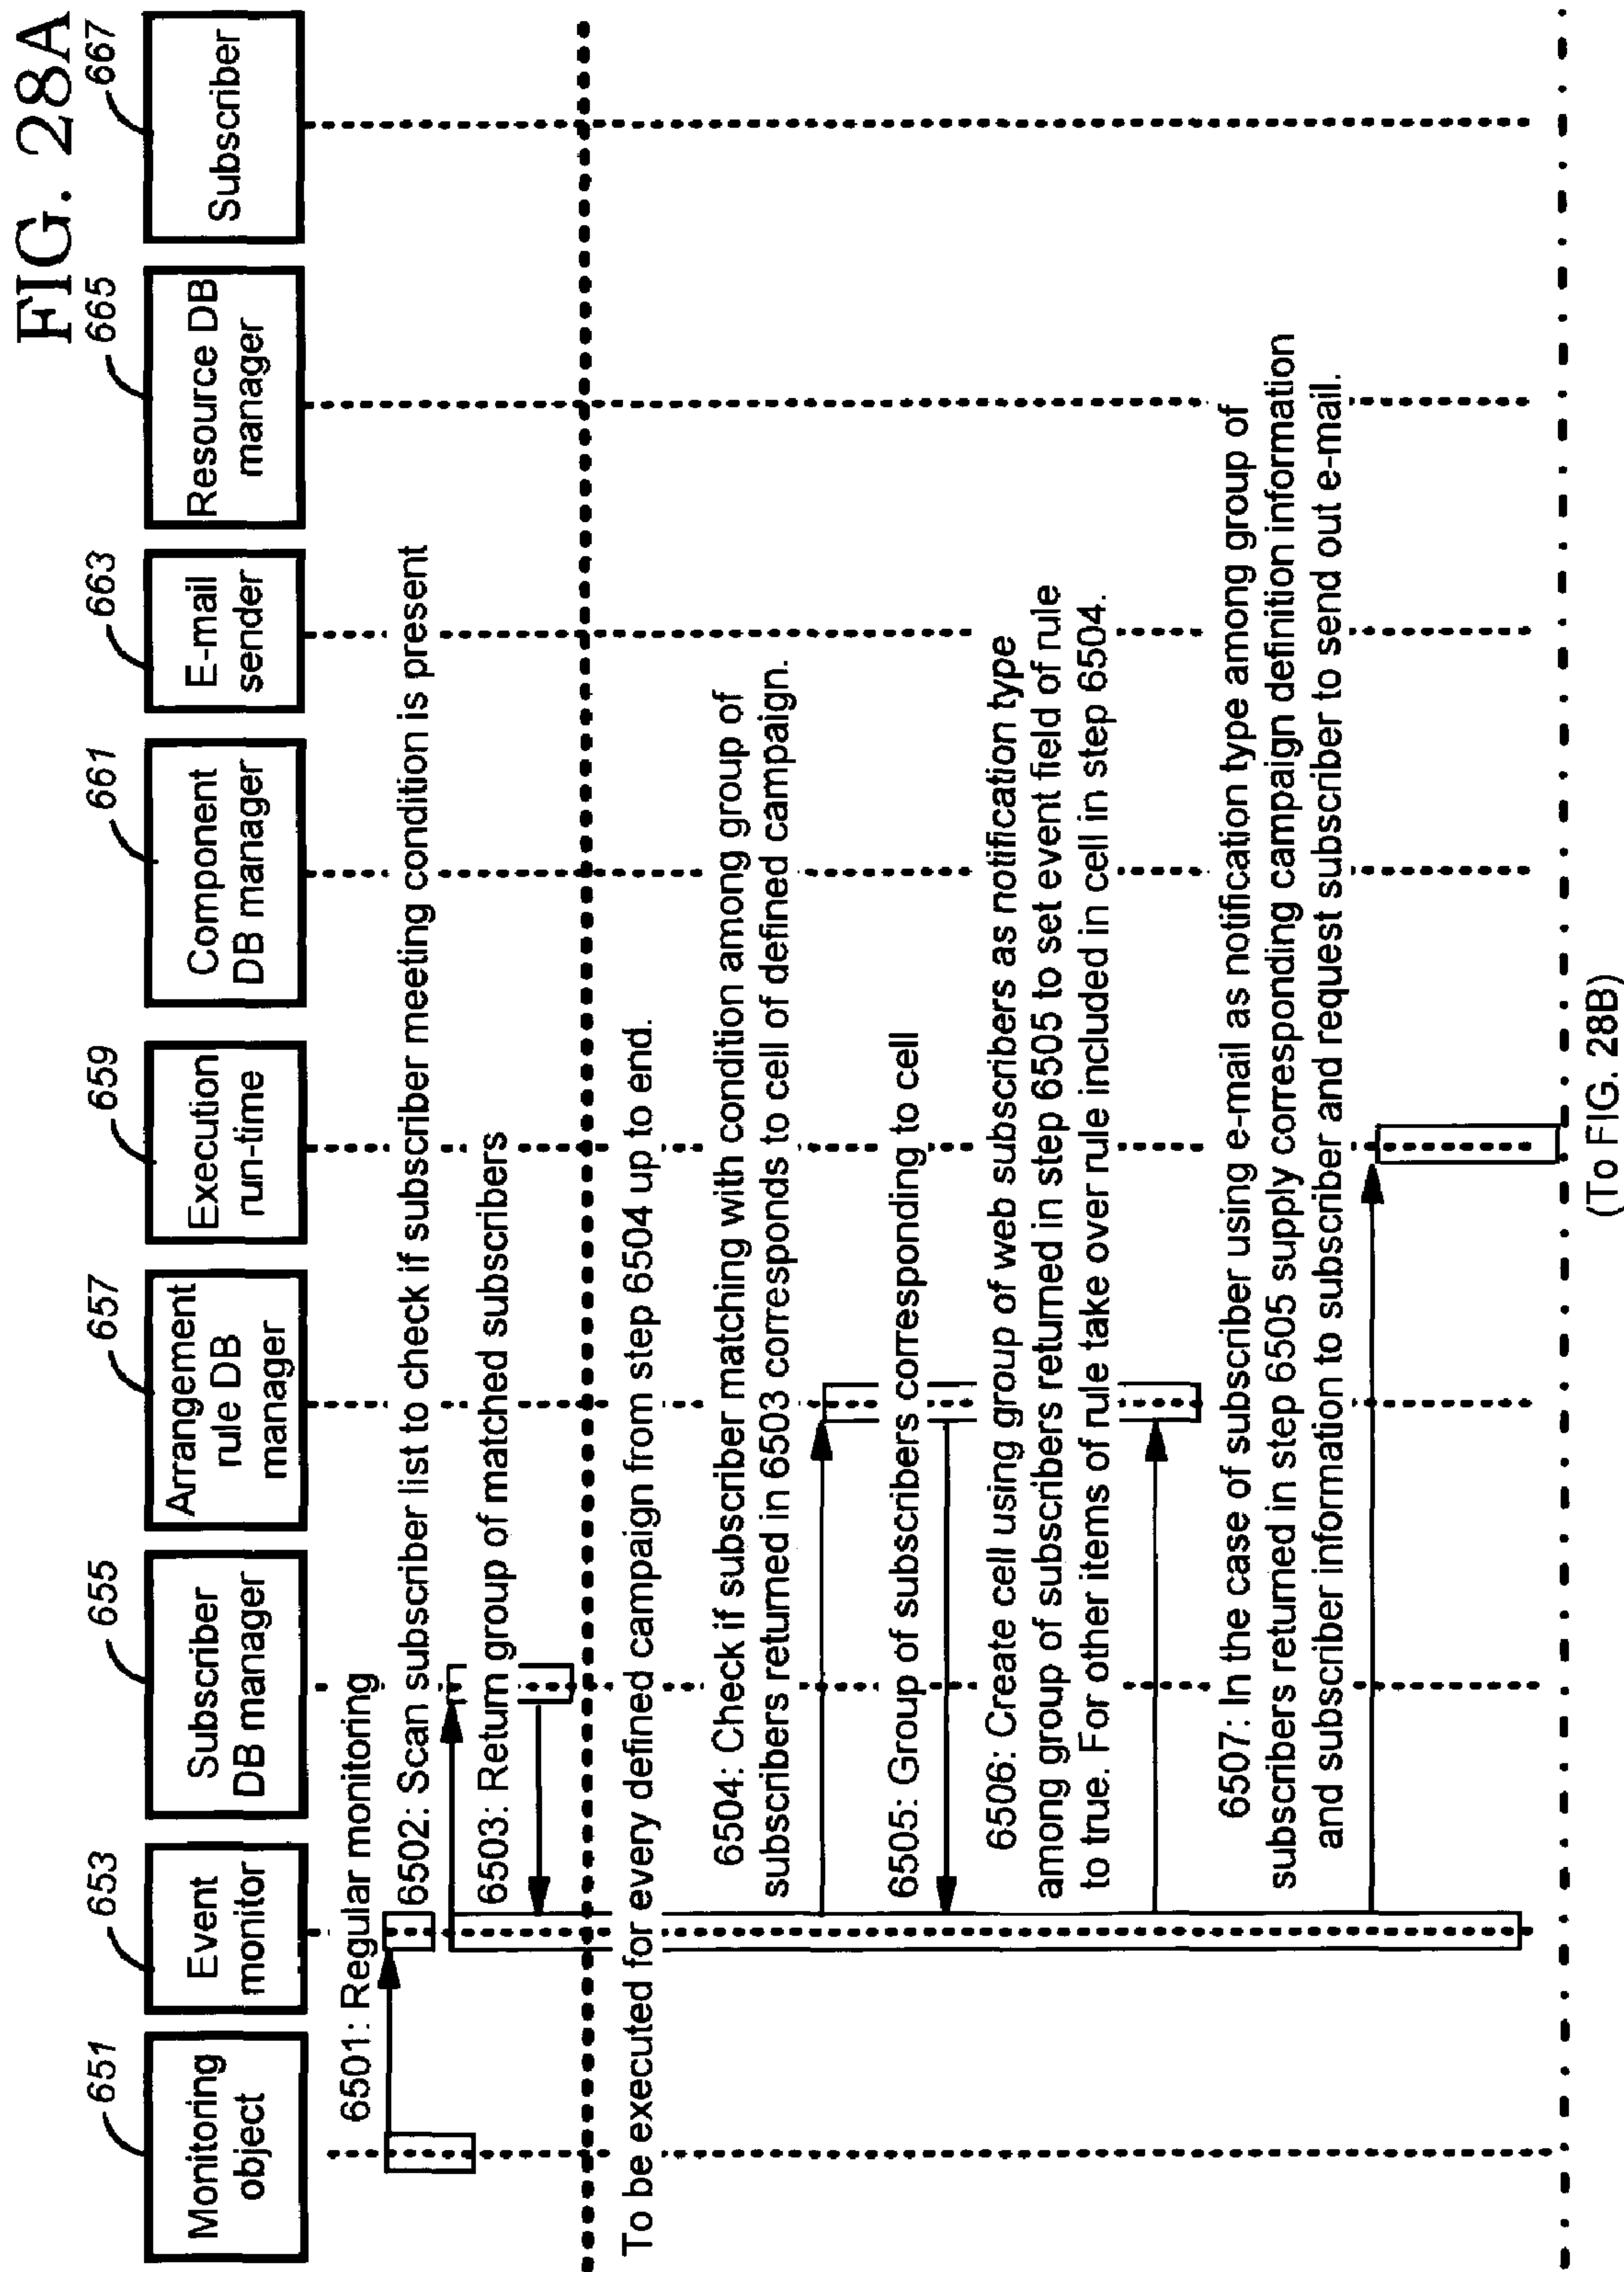 FIG. 28A
651
653
655
657
659
661
663
665
667
Monitoring
object
Event
monitor
Subscriber
DB manager
Arrangement
rule DB
manager
Execution
run-time
Component
DB manager
E-mail
sender
Resource DB
manager
Subscriber
6501: Regular monitoring
6502: Scan subscriber list to check if subscriber meeting condition is present
6503: Return group of matched subscribers
To be executed for every defined campaign from step 6504 up to end.
6504: Check if subscriber matching with condition among group of
subscribers returned in 6503 corresponds to cell of defined campaign.
6505: Group of subscribers corresponding to cell
6506: Create cell using group of web subscribers as notification type
among group of subscribers returned in step 6505 to set event field of rule
to true. For other items of rule take over rule included in cell in step 6504.
6507: In the case of subscriber using e-mail as notification type among group of
subscribers returned in step 6505 supply corresponding campaign definition information
and subscriber information to subscriber and request subscriber to send out e-mail.
(To FIG. 28B)